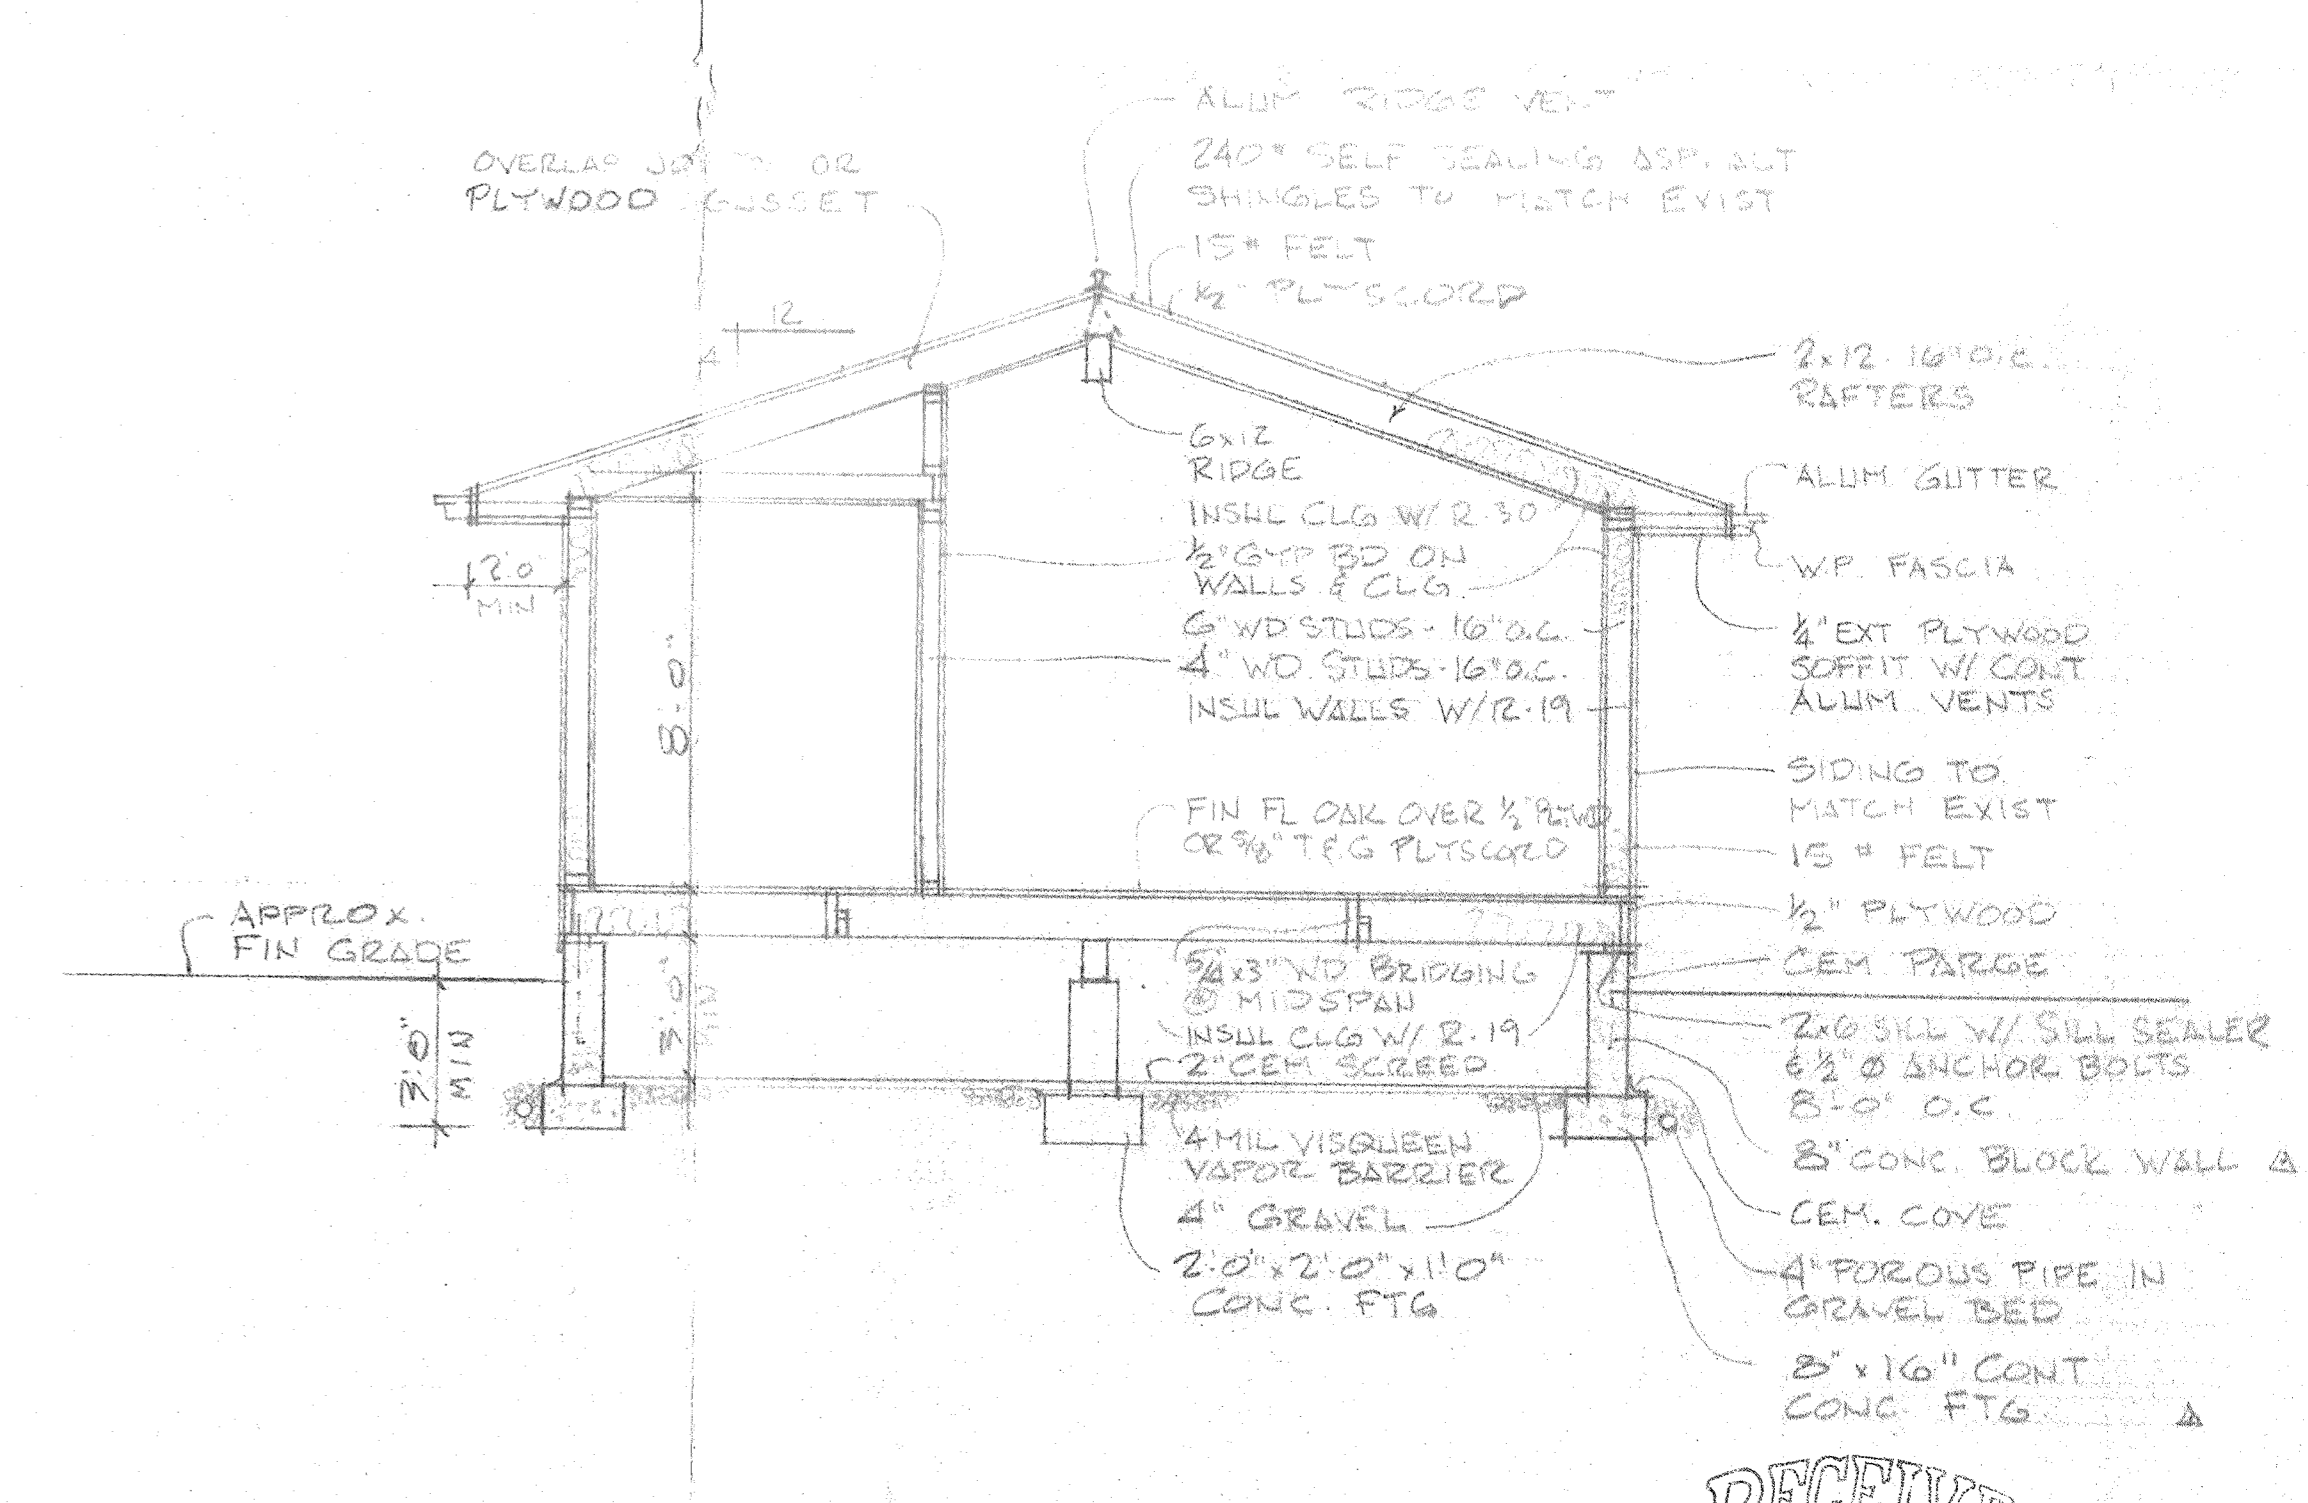 ALUM RIDGE VENT
240# SELF SEALING ASPHALT
SHINGLES TO MATCH EXIST
15# FELT
½" PLYSCORD
OVERLAP OR
PLYWOOD GUSSET
12
4
2x12 - 16" O.C.
RAFTERS
6x12
RIDGE
ALUM GUTTER
INSUL CLG W/ R-30
½" GYP BD ON
WALLS & CLG.
W.P. FASCIA
2'-0"
MIN
6" WD STUDS - 16" O.C.
4" WD. STUDS - 16" O.C.
INSUL WALLS W/ R-19
¼" EXT PLYWOOD
SOFFIT W/ CONT
ALUM VENTS
8'-0"
SIDING TO
MATCH EXIST
FIN FL OAK OVER ½" PLYWD.
OR ⅝" T.&G PLYSCORD
15 # FELT
½" PLYWOOD
APPROX.
FIN GRADE
CEM PARGE
5/4x3" WD BRIDGING
@ MIDSPAN
INSUL CLG W/ R-19
2" CEM SCREED
3'-0"
MIN
3'-0"
MIN
2x6 SILL W/ SILL SEALER
& ½" Ø ANCHOR BOLTS
8'-0" O.C.
4 MIL VISQUEEN
VAPOR BARRIER
8" CONC. BLOCK WALL
4" GRAVEL
CEM. COVE
2'-0" x 2'-0" x 1'-0"
CONC. FTG
4" POROUS PIPE IN
GRAVEL BED
8" x 16" CONT
CONC FTG